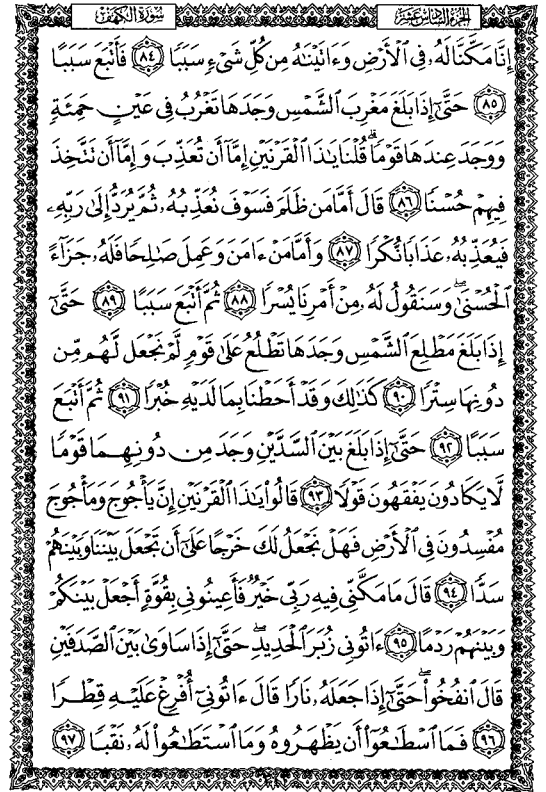 سورة الكهف
الجزء السادس عشر
إِنَّا مَكَّنَّا لَهُۥ فِى ٱلْأَرْضِ وَءَاتَيْنَٰهُ مِن كُلِّ شَىْءٍ سَبَبًا ٨٤ فَأَتْبَعَ سَبَبًا
٨٥ حَتَّىٰٓ إِذَا بَلَغَ مَغْرِبَ ٱلشَّمْسِ وَجَدَهَا تَغْرُبُ فِى عَيْنٍ حَمِئَةٍ
وَوَجَدَ عِندَهَا قَوْمًا ۗ قُلْنَا يَٰذَا ٱلْقَرْنَيْنِ إِمَّآ أَن تُعَذِّبَ وَإِمَّآ أَن تَتَّخِذَ
فِيهِمْ حُسْنًا ٨٦ قَالَ أَمَّا مَن ظَلَمَ فَسَوْفَ نُعَذِّبُهُۥ ثُمَّ يُرَدُّ إِلَىٰ رَبِّهِۦ
فَيُعَذِّبُهُۥ عَذَابًا نُّكْرًا ٨٧ وَأَمَّا مَنْ ءَامَنَ وَعَمِلَ صَٰلِحًا فَلَهُۥ جَزَآءً
ٱلْحُسْنَىٰ ۖ وَسَنَقُولُ لَهُۥ مِنْ أَمْرِنَا يُسْرًا ٨٨ ثُمَّ أَتْبَعَ سَبَبًا ٨٩ حَتَّىٰٓ
إِذَا بَلَغَ مَطْلِعَ ٱلشَّمْسِ وَجَدَهَا تَطْلُعُ عَلَىٰ قَوْمٍ لَّمْ نَجْعَل لَّهُم مِّن
دُونِهَا سِتْرًا ٩٠ كَذَٰلِكَ وَقَدْ أَحَطْنَا بِمَا لَدَيْهِ خُبْرًا ٩١ ثُمَّ أَتْبَعَ
سَبَبًا ٩٢ حَتَّىٰٓ إِذَا بَلَغَ بَيْنَ ٱلسَّدَّيْنِ وَجَدَ مِن دُونِهِمَا قَوْمًا
لَّا يَكَادُونَ يَفْقَهُونَ قَوْلًا ٩٣ قَالُوا۟ يَٰذَا ٱلْقَرْنَيْنِ إِنَّ يَأْجُوجَ وَمَأْجُوجَ
مُفْسِدُونَ فِى ٱلْأَرْضِ فَهَلْ نَجْعَلُ لَكَ خَرْجًا عَلَىٰٓ أَن تَجْعَلَ بَيْنَنَا وَبَيْنَهُمْ
سَدًّا ٩٤ قَالَ مَا مَكَّنِّى فِيهِ رَبِّى خَيْرٌ فَأَعِينُونِى بِقُوَّةٍ أَجْعَلْ بَيْنَكُمْ
وَبَيْنَهُمْ رَدْمًا ٩٥ ءَاتُونِى زُبَرَ ٱلْحَدِيدِ ۖ حَتَّىٰٓ إِذَا سَاوَىٰ بَيْنَ ٱلصَّدَفَيْنِ
قَالَ ٱنفُخُوا۟ ۖ حَتَّىٰٓ إِذَا جَعَلَهُۥ نَارًا قَالَ ءَاتُونِىٓ أُفْرِغْ عَلَيْهِ قِطْرًا
٩٦ فَمَا ٱسْطَٰعُوٓا۟ أَن يَظْهَرُوهُ وَمَا ٱسْتَطَٰعُوا۟ لَهُۥ نَقْبًا ٩٧